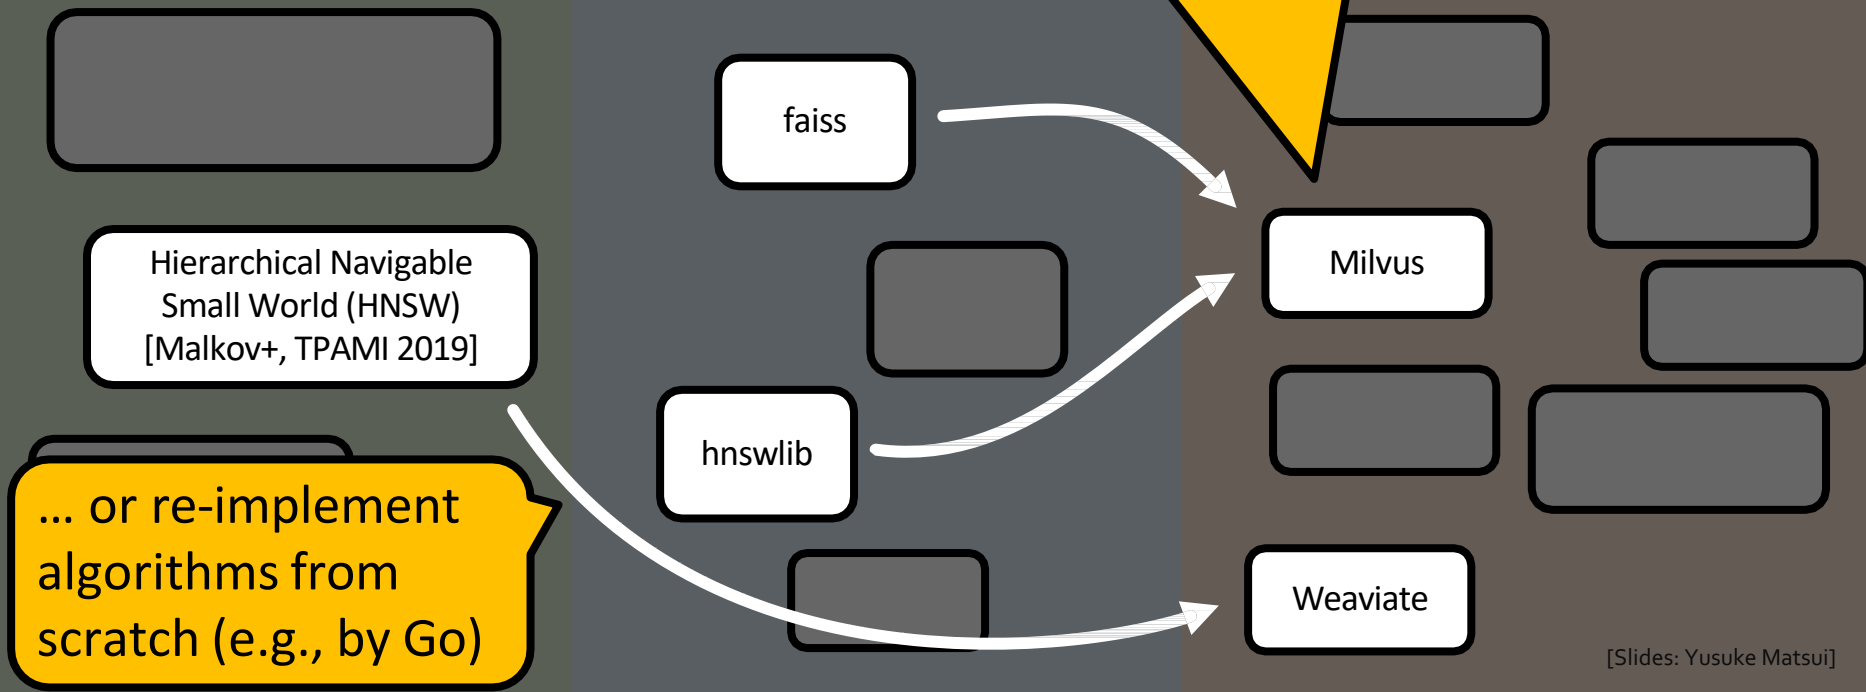 faiss
Hierarchical Navigable
Small World (HNSW)
[Malkov+, TPAMI 2019]
Milvus
hnswlib
... or re-implement
algorithms from
scratch (e.g., by Go)
Weaviate
[Slides: Yusuke Matsui]